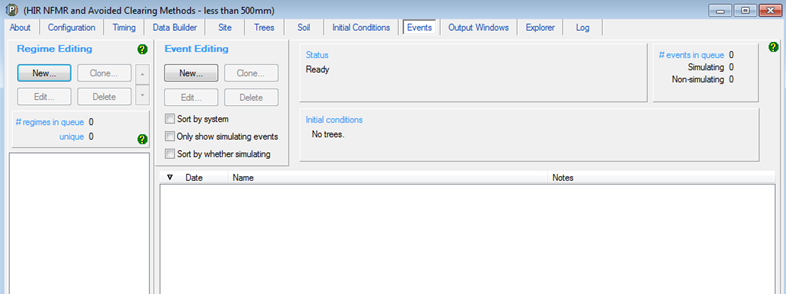 (HIR NFMR and Avoided Clearing Methods - less than 500mm)
About Configuration Timing Data Builder Site Trees Soil Initial Conditions Events Output Windows Explorer Log
Regime Editing
New... Clone...
Edit... Delete
# regimes in queue 0
unique 0
Event Editing
New... Clone...
Edit... Delete
Sort by system
Only show simulating events
Sort by whether simulating
Status
Ready
# events in queue 0
Simulating 0
Non-simulating 0
Initial conditions
No trees.
Date Name Notes